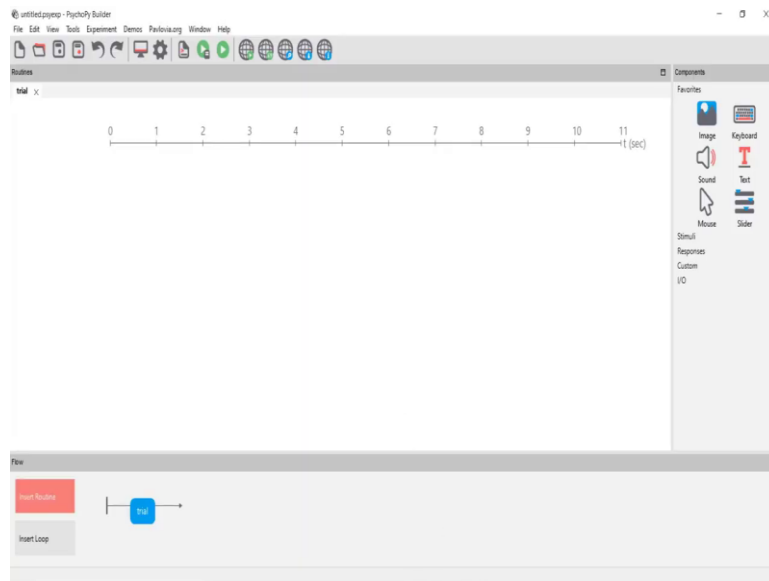 untitled.psyexp - PsychoPy Builder
File Edit View Tools Experiment Demos Pavlovia.org Window Help
Routines
trial
0 1 2 3 4 5 6 7 8 9 10 11
t (sec)
Components
Favorites
Image Keyboard
Sound Text
Mouse Slider
Stimuli
Responses
Custom
I/O
Flow
Insert Routine
trial
Insert Loop